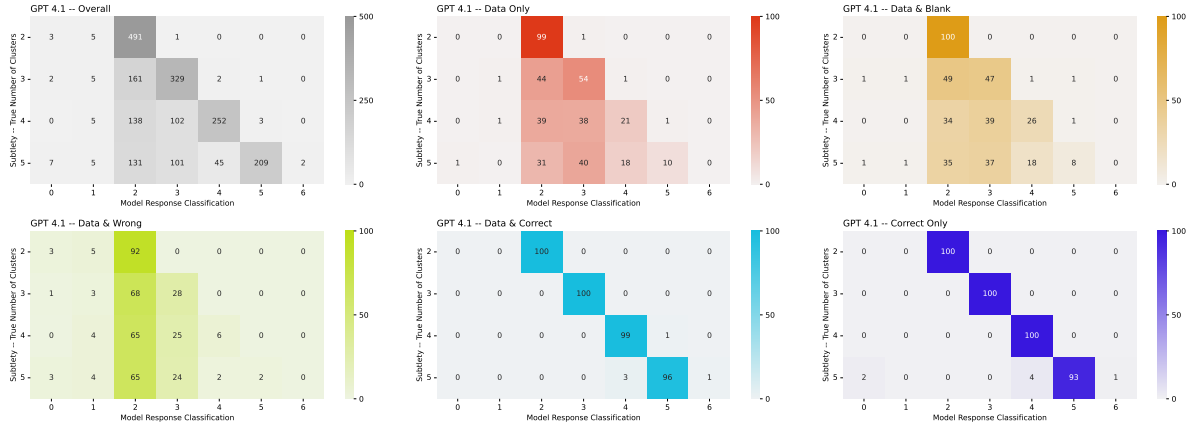 GPT 4.1 -- Overall
Subtlety -- True Number of Clusters
2 3 5 491 1 0 0 0
3 2 5 161 329 2 1 0
4 0 5 138 102 252 3 0
5 7 5 131 101 45 209 2
0 1 2 3 4 5 6
Model Response Classification
500
250
0
GPT 4.1 -- Data Only
Subtlety -- True Number of Clusters
2 0 0 99 1 0 0 0
3 0 1 44 54 1 0 0
4 0 1 39 38 21 1 0
5 1 0 31 40 18 10 0
0 1 2 3 4 5 6
Model Response Classification
100
50
0
GPT 4.1 -- Data & Blank
Subtlety -- True Number of Clusters
2 0 0 100 0 0 0 0
3 1 1 49 47 1 1 0
4 0 0 34 39 26 1 0
5 1 1 35 37 18 8 0
0 1 2 3 4 5 6
Model Response Classification
100
50
0
GPT 4.1 -- Data & Wrong
Subtlety -- True Number of Clusters
2 3 5 92 0 0 0 0
3 1 3 68 28 0 0 0
4 0 4 65 25 6 0 0
5 3 4 65 24 2 2 0
0 1 2 3 4 5 6
Model Response Classification
100
50
0
GPT 4.1 -- Data & Correct
Subtlety -- True Number of Clusters
2 0 0 100 0 0 0 0
3 0 0 0 100 0 0 0
4 0 0 0 0 99 1 0
5 0 0 0 0 3 96 1
0 1 2 3 4 5 6
Model Response Classification
100
50
0
GPT 4.1 -- Correct Only
Subtlety -- True Number of Clusters
2 0 0 100 0 0 0 0
3 0 0 0 100 0 0 0
4 0 0 0 0 100 0 0
5 2 0 0 0 4 93 1
0 1 2 3 4 5 6
Model Response Classification
100
50
0